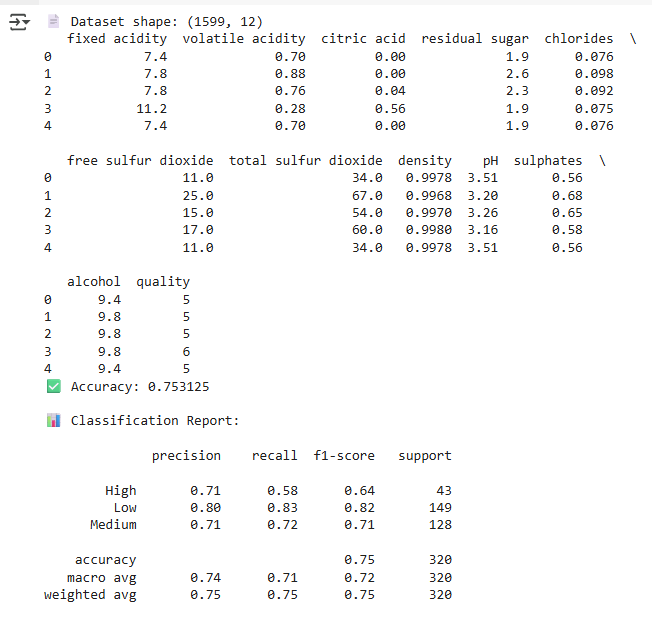 📄 Dataset shape: (1599, 12)
   fixed acidity  volatile acidity  citric acid  residual sugar  chlorides  \
0            7.4              0.70         0.00             1.9      0.076
1            7.8              0.88         0.00             2.6      0.098
2            7.8              0.76         0.04             2.3      0.092
3           11.2              0.28         0.56             1.9      0.075
4            7.4              0.70         0.00             1.9      0.076
   free sulfur dioxide  total sulfur dioxide  density    pH  sulphates  \
0                 11.0                  34.0   0.9978  3.51       0.56
1                 25.0                  67.0   0.9968  3.20       0.68
2                 15.0                  54.0   0.9970  3.26       0.65
3                 17.0                  60.0   0.9980  3.16       0.58
4                 11.0                  34.0   0.9978  3.51       0.56
   alcohol  quality
0      9.4        5
1      9.8        5
2      9.8        5
3      9.8        6
4      9.4        5
✅ Accuracy: 0.753125
📊 Classification Report:
              precision    recall  f1-score   support
        High       0.71      0.58      0.64        43
         Low       0.80      0.83      0.82       149
      Medium       0.71      0.72      0.71       128
    accuracy                           0.75       320
   macro avg       0.74      0.71      0.72       320
weighted avg       0.75      0.75      0.75       320